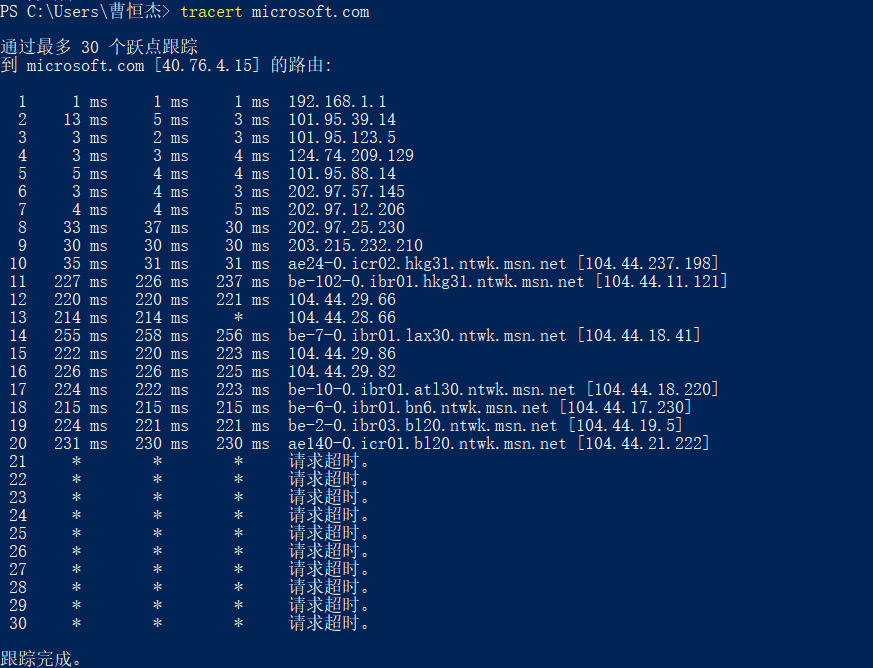 PS C:\Users\曹恒杰> tracert microsoft.com
通过最多 30 个跃点跟踪
到 microsoft.com [40.76.4.15] 的路由:
1 1 ms 1 ms 1 ms 192.168.1.1
2 13 ms 5 ms 3 ms 101.95.39.14
3 3 ms 2 ms 3 ms 101.95.123.5
4 3 ms 3 ms 4 ms 124.74.209.129
5 5 ms 4 ms 4 ms 101.95.88.14
6 3 ms 4 ms 3 ms 202.97.57.145
7 4 ms 4 ms 5 ms 202.97.12.206
8 33 ms 37 ms 30 ms 202.97.25.230
9 30 ms 30 ms 30 ms 203.215.232.210
10 35 ms 31 ms 31 ms ae24-0.icr02.hkg31.ntwk.msn.net [104.44.237.198]
11 227 ms 226 ms 237 ms be-102-0.ibr01.hkg31.ntwk.msn.net [104.44.11.121]
12 220 ms 220 ms 221 ms 104.44.29.66
13 214 ms 214 ms * 104.44.28.66
14 255 ms 258 ms 256 ms be-7-0.ibr01.lax30.ntwk.msn.net [104.44.18.41]
15 222 ms 220 ms 223 ms 104.44.29.86
16 226 ms 226 ms 225 ms 104.44.29.82
17 224 ms 222 ms 223 ms be-10-0.ibr01.atl30.ntwk.msn.net [104.44.18.220]
18 215 ms 215 ms 215 ms be-6-0.ibr01.bn6.ntwk.msn.net [104.44.17.230]
19 224 ms 221 ms 221 ms be-2-0.ibr03.bl20.ntwk.msn.net [104.44.19.5]
20 231 ms 230 ms 230 ms ae140-0.icr01.bl20.ntwk.msn.net [104.44.21.222]
21 * * * 请求超时。
22 * * * 请求超时。
23 * * * 请求超时。
24 * * * 请求超时。
25 * * * 请求超时。
26 * * * 请求超时。
27 * * * 请求超时。
28 * * * 请求超时。
29 * * * 请求超时。
30 * * * 请求超时。
跟踪完成。